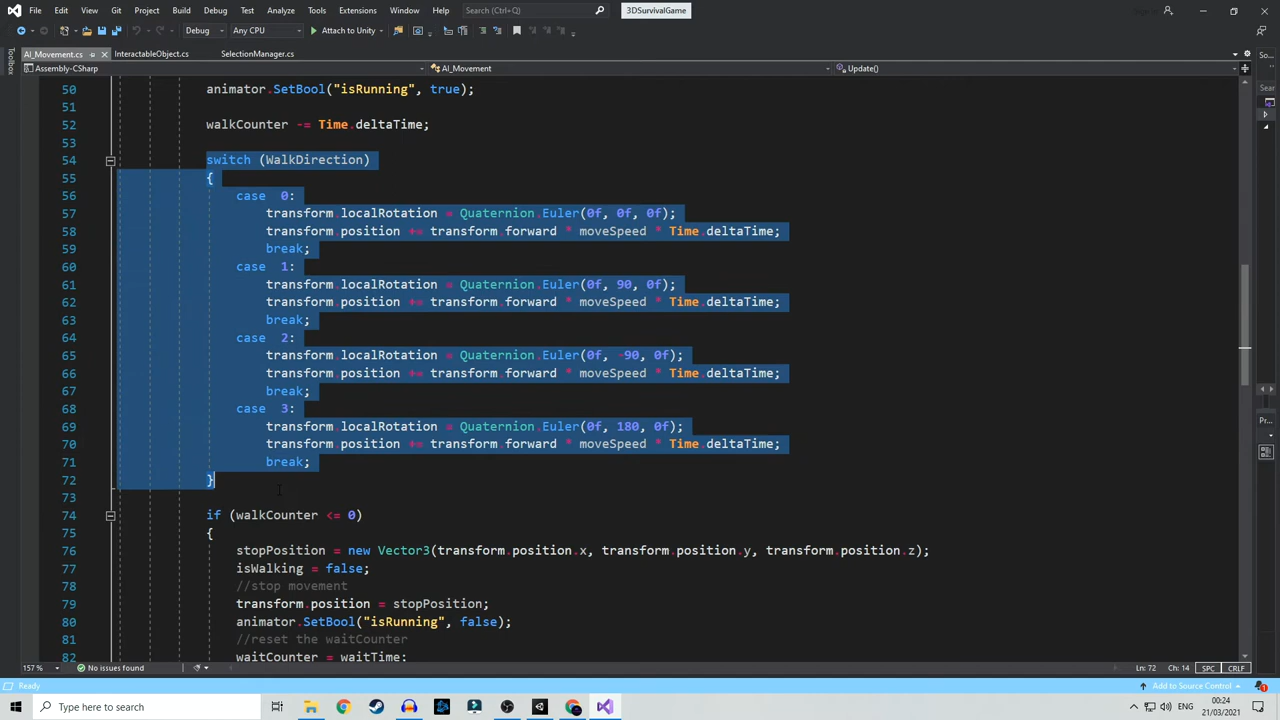 File Edit View Git Project Build Debug Test Analyze Tools Extensions Window Help Search (Ctrl+Q) 3DSurvivalGame
Debug Any CPU Attach to Unity
AI_Movement.cs InteractableObject.cs SelectionManager.cs
Assembly-CSharp AI_Movement Update()
50 animator.SetBool("isRunning", true);
51
52 walkCounter -= Time.deltaTime;
53
54 switch (WalkDirection)
55 {
56 case 0:
57 transform.localRotation = Quaternion.Euler(0f, 0f, 0f);
58 transform.position += transform.forward * moveSpeed * Time.deltaTime;
59 break;
60 case 1:
61 transform.localRotation = Quaternion.Euler(0f, 90, 0f);
62 transform.position += transform.forward * moveSpeed * Time.deltaTime;
63 break;
64 case 2:
65 transform.localRotation = Quaternion.Euler(0f, -90, 0f);
66 transform.position += transform.forward * moveSpeed * Time.deltaTime;
67 break;
68 case 3:
69 transform.localRotation = Quaternion.Euler(0f, 180, 0f);
70 transform.position += transform.forward * moveSpeed * Time.deltaTime;
71 break;
72 }
73
74 if (walkCounter <= 0)
75 {
76 stopPosition = new Vector3(transform.position.x, transform.position.y, transform.position.z);
77 isWalking = false;
78 //stop movement
79 transform.position = stopPosition;
80 animator.SetBool("isRunning", false);
81 //reset the waitCounter
82 waitCounter = waitTime;
Toolbox
So...
Sear
Pr...
157 % No issues found Ln: 72 Ch: 14 SPC CRLF
Ready Add to Source Control
Type here to search
00:24
21/03/2021